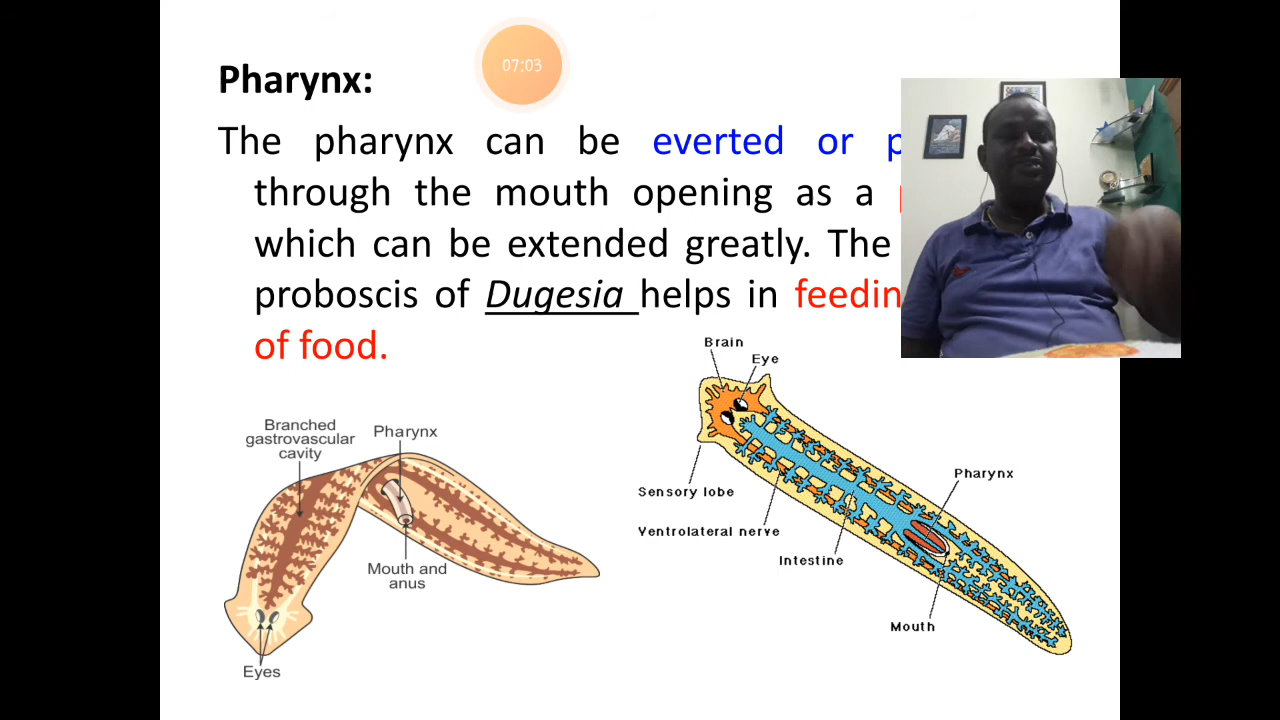 07:03
Pharynx:
The pharynx can be everted or
through the mouth opening as a
which can be extended greatly. The
proboscis of Dugesia helps in
of food.
Brain
Eye
Branched
gastrovascular
cavity
Pharynx
Pharynx
Sensory lobe
Ventrolateral nerve
Intestine
Mouth and
anus
Mouth
Eyes